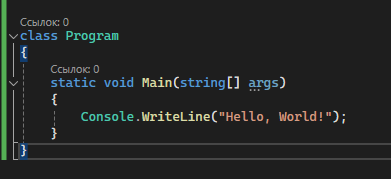 Ссылок: 0
class Program
{
Ссылок: 0
static void Main(string[] args)
{
Console.WriteLine("Hello, World!");
}
}